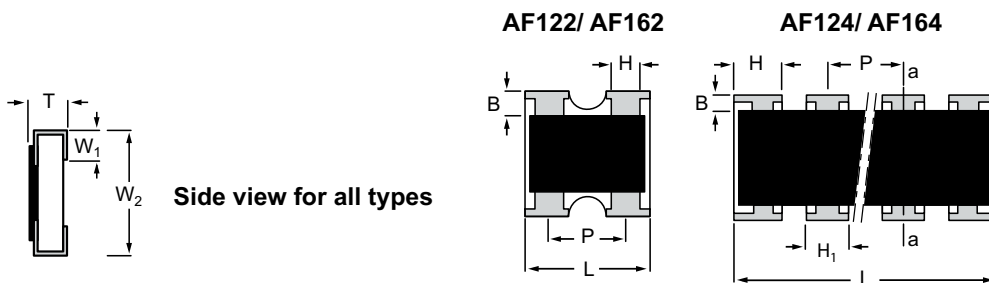 AF122/ AF162
AF124/ AF164
T
W1
W2
Side view for all types
H
B
P
L
H
P
a
B
H1
a
L